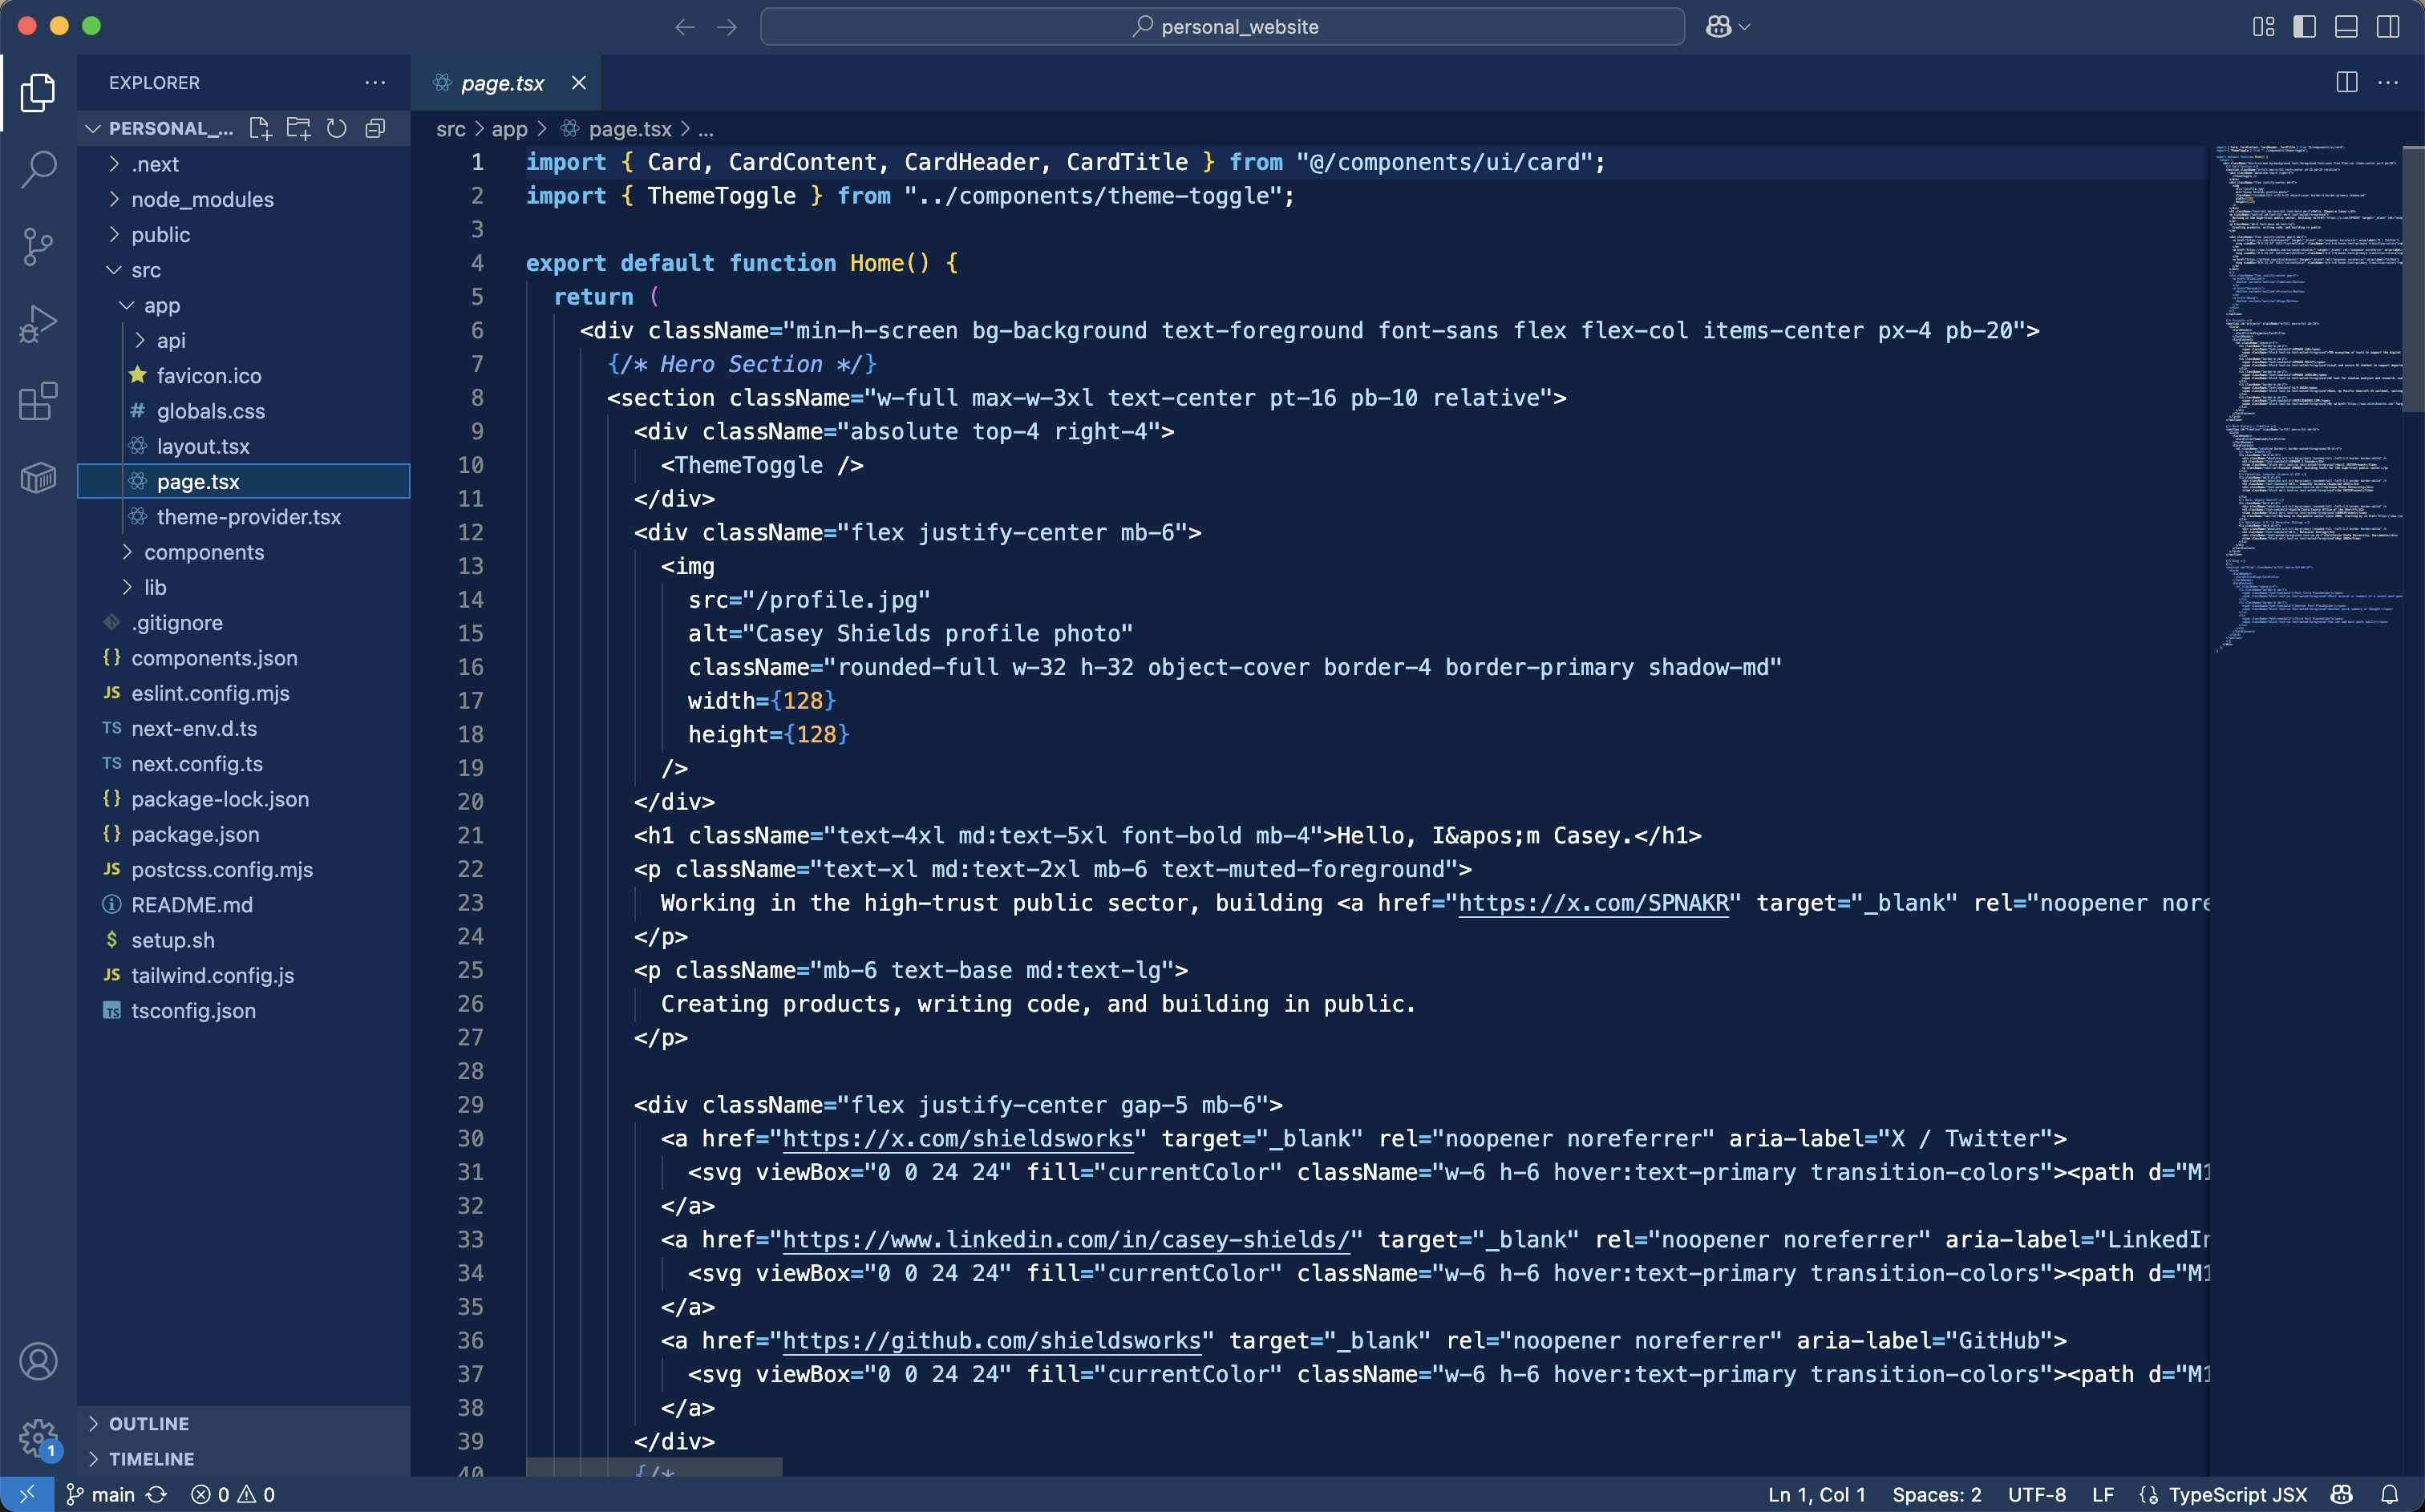 personal_website
EXPLORER
PERSONAL_...
.next
node_modules
public
src
app
api
favicon.ico
# globals.css
layout.tsx
page.tsx
theme-provider.tsx
components
lib
.gitignore
{} components.json
JS eslint.config.mjs
TS next-env.d.ts
TS next.config.ts
{} package-lock.json
{} package.json
JS postcss.config.mjs
README.md
$ setup.sh
JS tailwind.config.js
TS tsconfig.json
OUTLINE
TIMELINE
1
page.tsx
src > app > page.tsx > ...
1 import { Card, CardContent, CardHeader, CardTitle } from "@/components/ui/card";
2 import { ThemeToggle } from "../components/theme-toggle";
3
4 export default function Home() {
5 return (
6 <div className="min-h-screen bg-background text-foreground font-sans flex flex-col items-center px-4 pb-20">
7 {/* Hero Section */}
8 <section className="w-full max-w-3xl text-center pt-16 pb-10 relative">
9 <div className="absolute top-4 right-4">
10 <ThemeToggle />
11 </div>
12 <div className="flex justify-center mb-6">
13 <img
14 src="/profile.jpg"
15 alt="Casey Shields profile photo"
16 className="rounded-full w-32 h-32 object-cover border-4 border-primary shadow-md"
17 width={128}
18 height={128}
19 />
20 </div>
21 <h1 className="text-4xl md:text-5xl font-bold mb-4">Hello, I&apos;m Casey.</h1>
22 <p className="text-xl md:text-2xl mb-6 text-muted-foreground">
23 Working in the high-trust public sector, building <a href="https://x.com/SPNAKR" target="_blank" rel="noopener nore
24 </p>
25 <p className="mb-6 text-base md:text-lg">
26 Creating products, writing code, and building in public.
27 </p>
28
29 <div className="flex justify-center gap-5 mb-6">
30 <a href="https://x.com/shieldsworks" target="_blank" rel="noopener noreferrer" aria-label="X / Twitter">
31 <svg viewBox="0 0 24 24" fill="currentColor" className="w-6 h-6 hover:text-primary transition-colors"><path d="M1
32 </a>
33 <a href="https://www.linkedin.com/in/casey-shields/" target="_blank" rel="noopener noreferrer" aria-label="LinkedIn
34 <svg viewBox="0 0 24 24" fill="currentColor" className="w-6 h-6 hover:text-primary transition-colors"><path d="M1
35 </a>
36 <a href="https://github.com/shieldsworks" target="_blank" rel="noopener noreferrer" aria-label="GitHub">
37 <svg viewBox="0 0 24 24" fill="currentColor" className="w-6 h-6 hover:text-primary transition-colors"><path d="M1
38 </a>
39 </div>
40 {/*
main 0 0 Ln 1, Col 1 Spaces: 2 UTF-8 LF TypeScript JSX